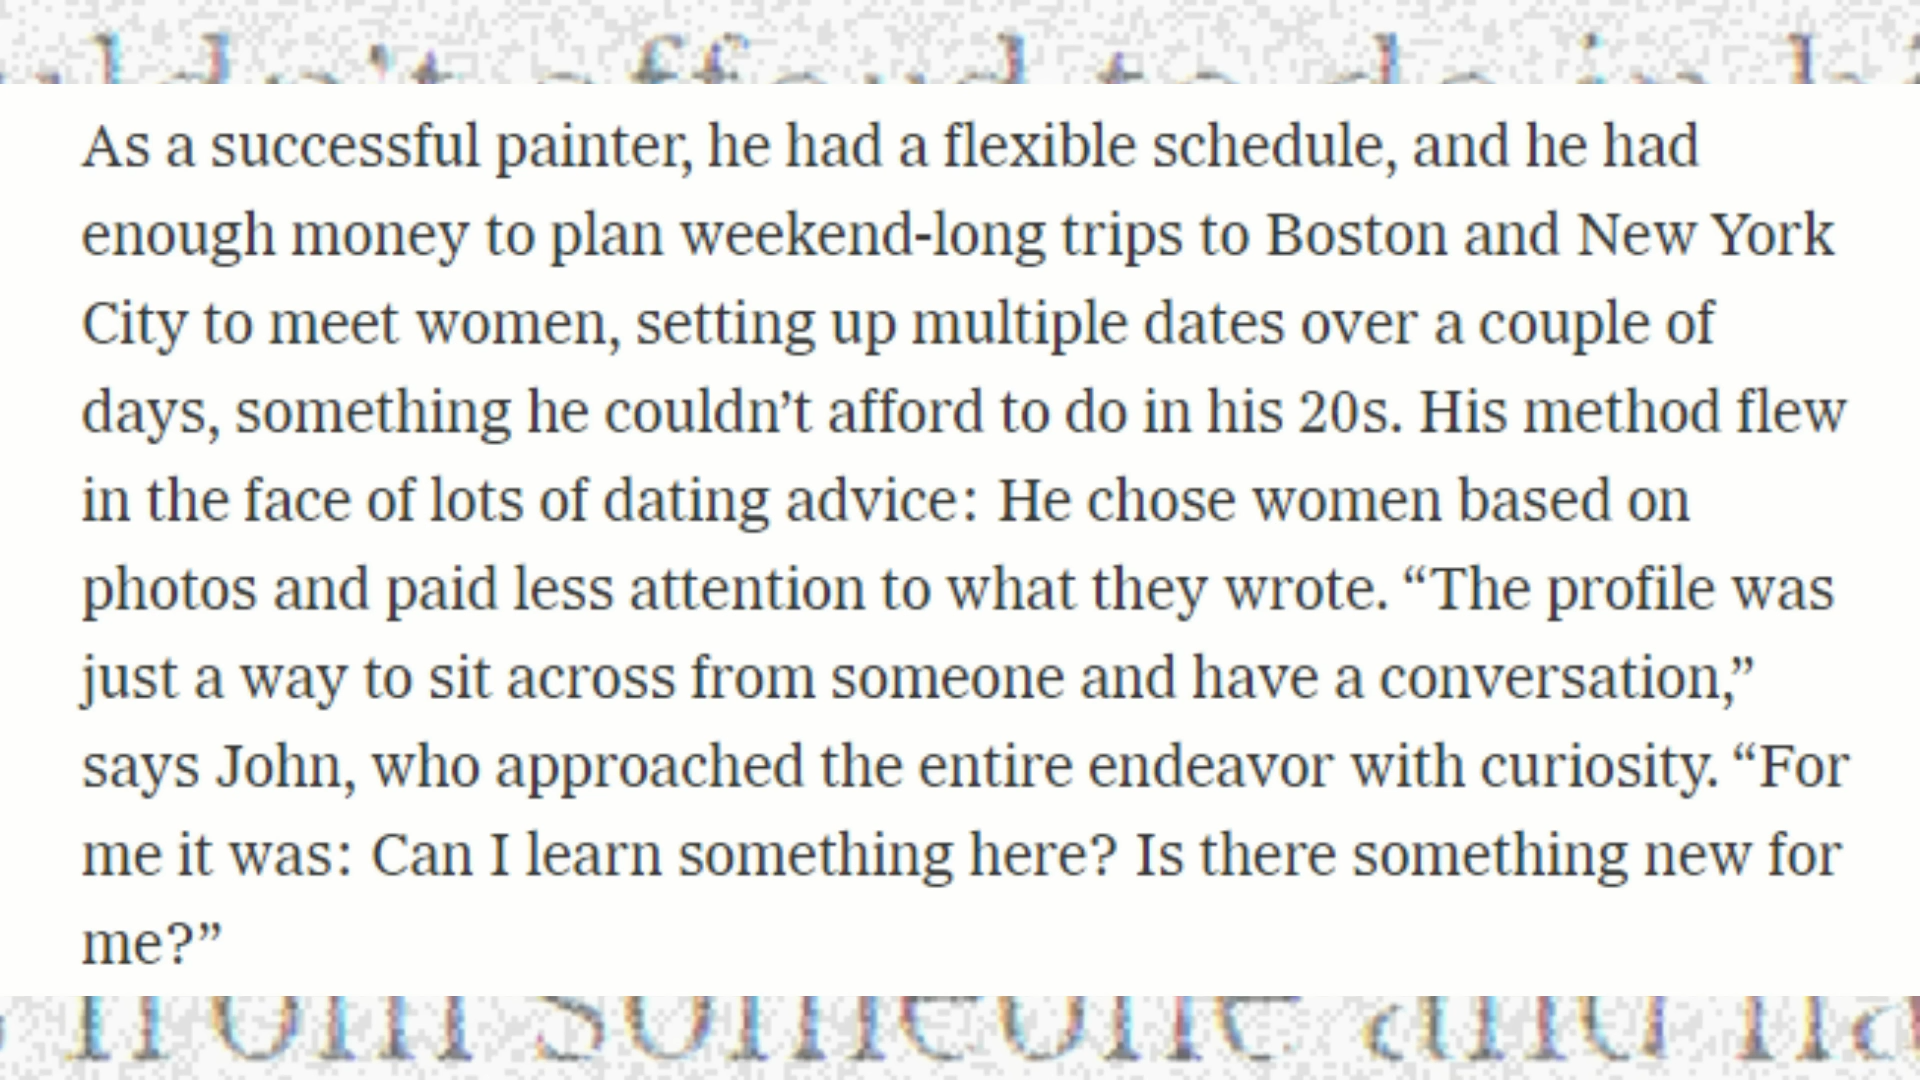 As a successful painter, he had a flexible schedule, and he had
enough money to plan weekend-long trips to Boston and New York
City to meet women, setting up multiple dates over a couple of
days, something he couldn’t afford to do in his 20s. His method flew
in the face of lots of dating advice: He chose women based on
photos and paid less attention to what they wrote. “The profile was
just a way to sit across from someone and have a conversation,”
says John, who approached the entire endeavor with curiosity. “For
me it was: Can I learn something here? Is there something new for
me?”
from someone and